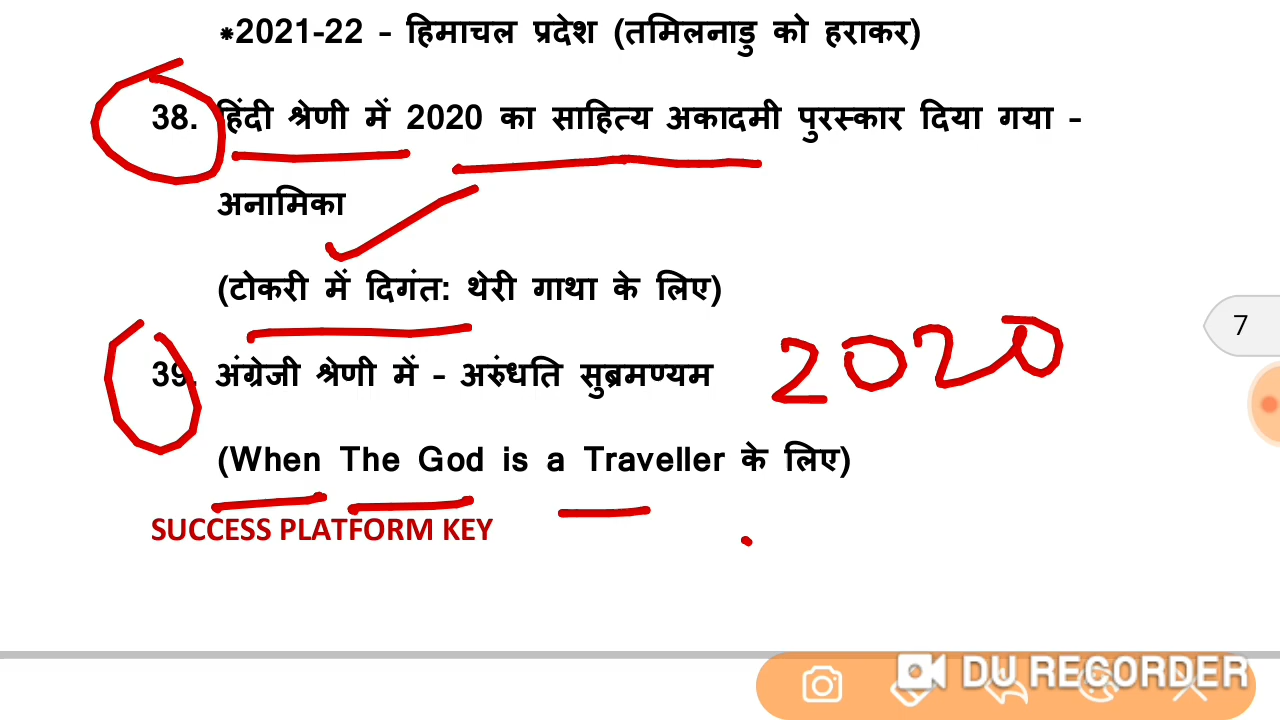 *2021-22 – हिमाचल प्रदेश (तमिलनाडु को हराकर)
38. हिंदी श्रेणी में 2020 का साहित्य अकादमी पुरस्कार दिया गया –
अनामिका
(टोकरी में दिगंत: थेरी गाथा के लिए)
7
39. अंग्रेजी श्रेणी में – अरुंधति सुब्रमण्यम
2020
(When The God is a Traveller के लिए)
SUCCESS PLATFORM KEY
DU RECORDER